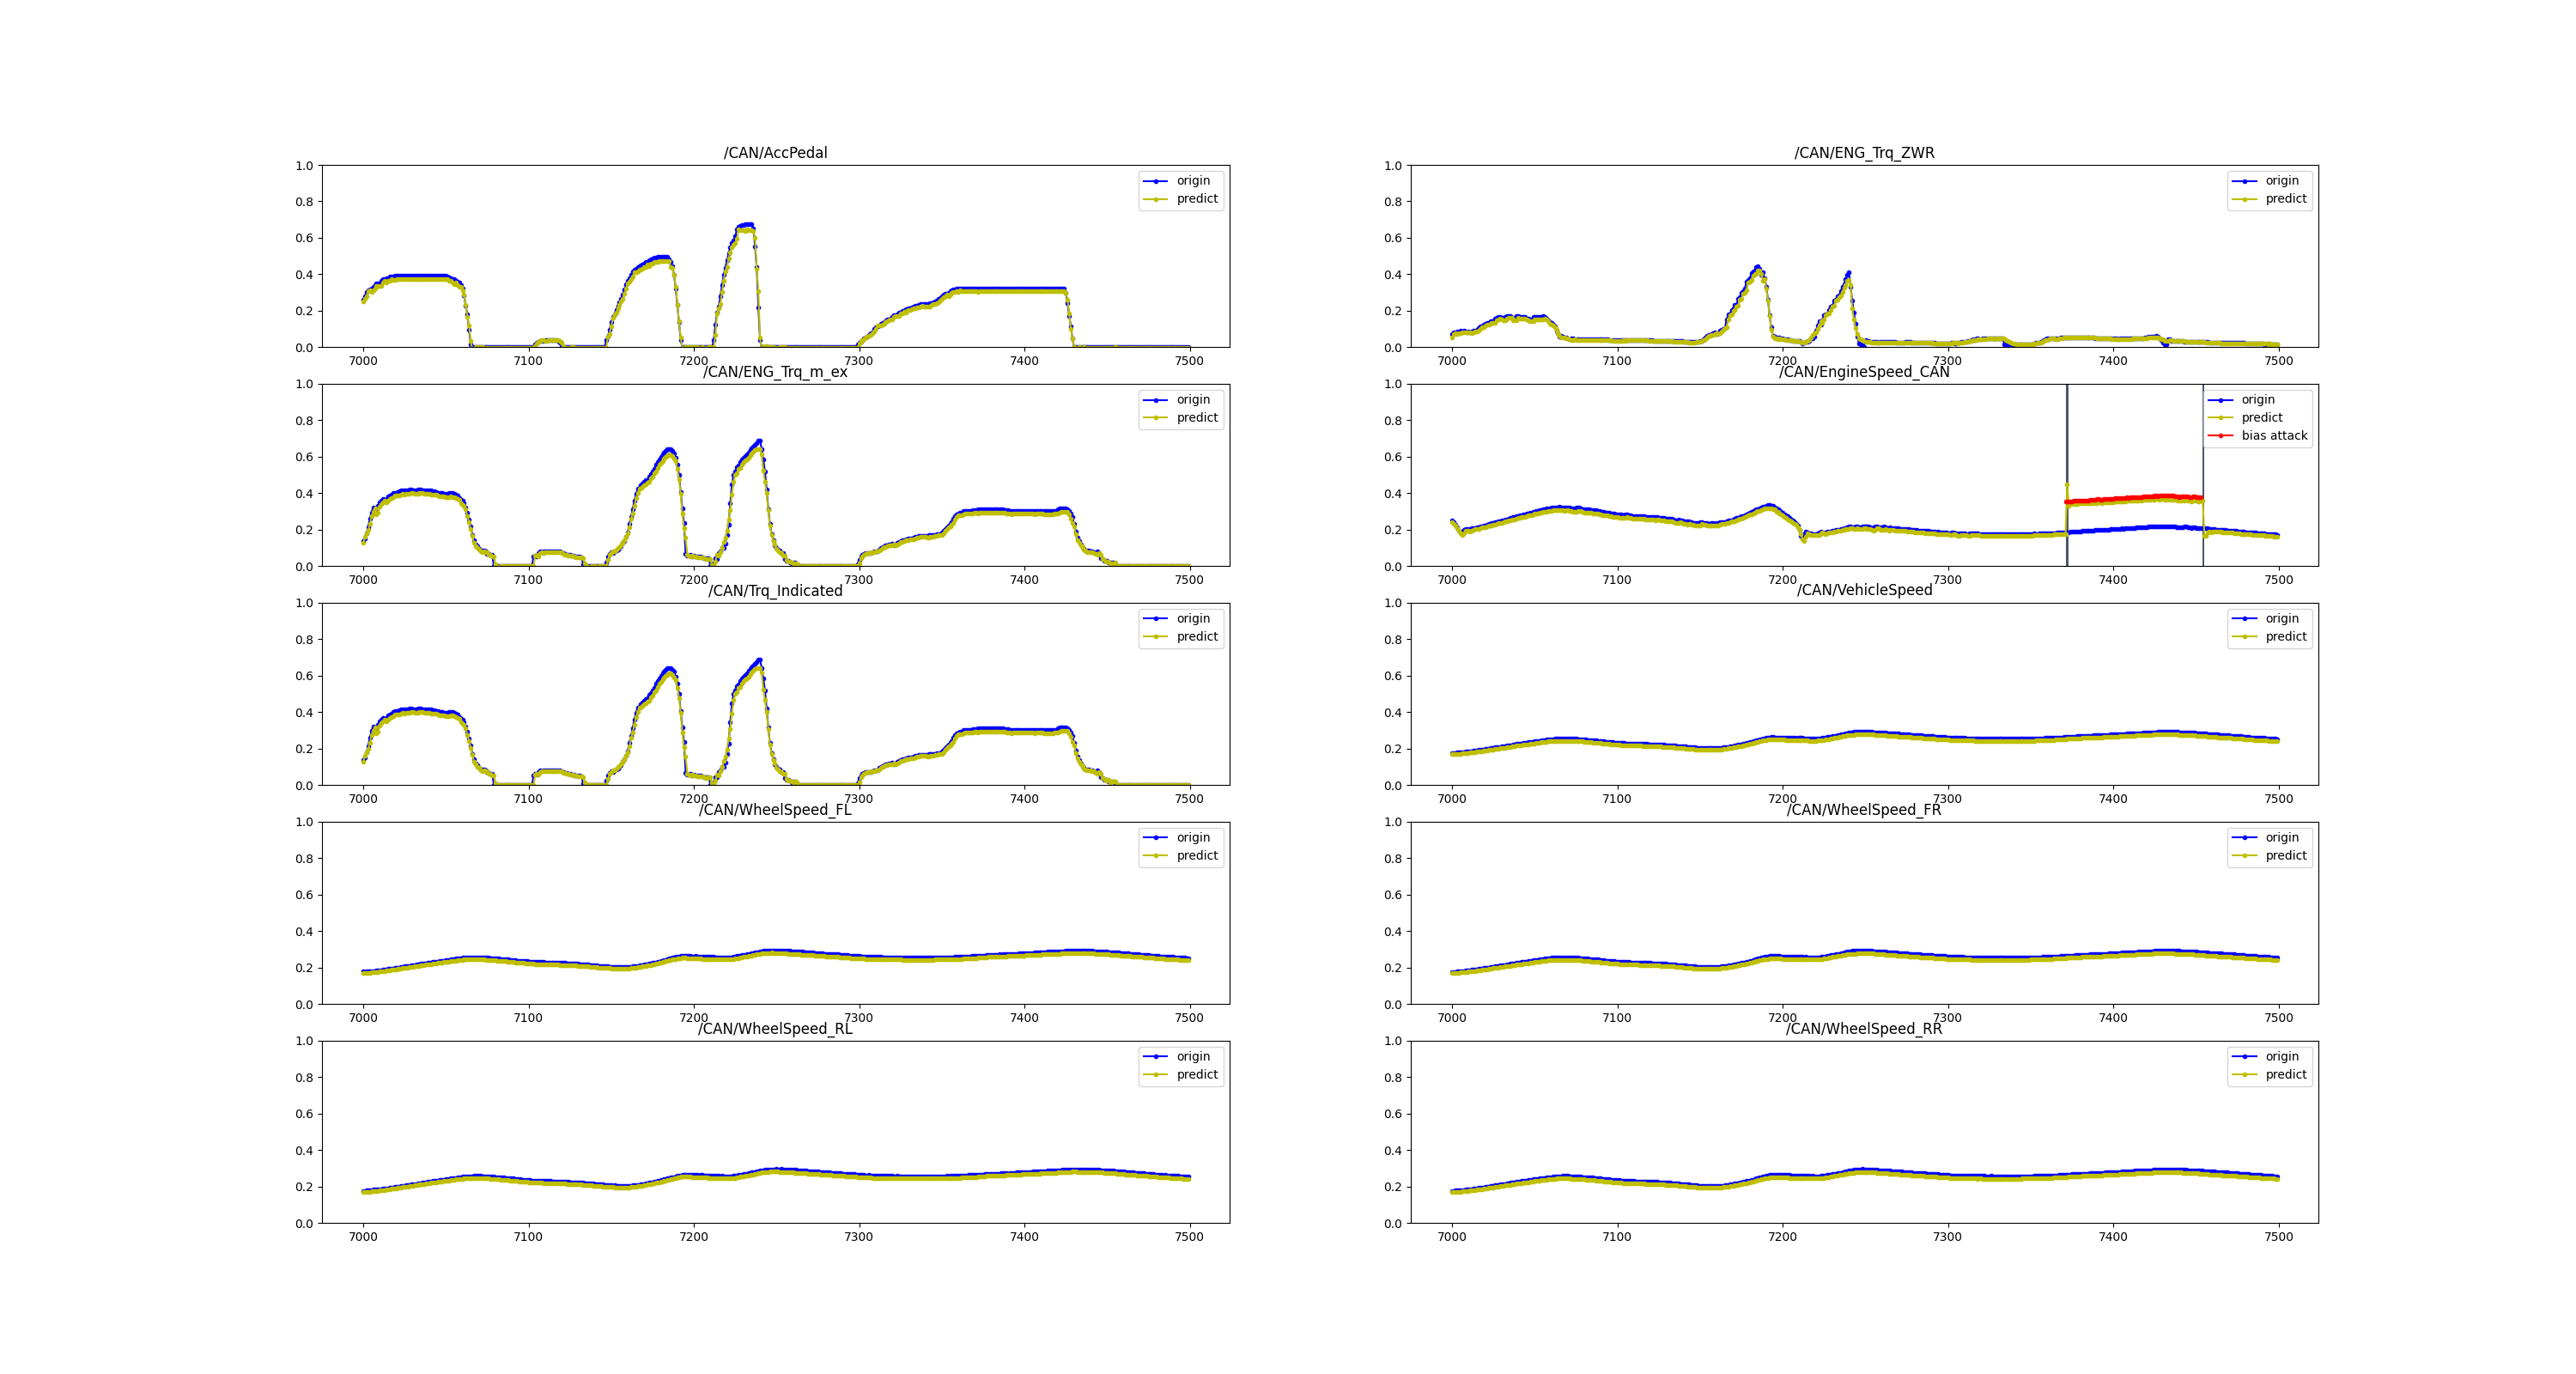 /CAN/AccPedal
1.0
0.8
0.6
0.4
0.2
0.0
origin
predict
7000 7100 7200 7300 7400 7500
/CAN/ENG_Trq_ZWR
1.0
0.8
0.6
0.4
0.2
0.0
origin
predict
7000 7100 7200 7300 7400 7500
/CAN/ENG_Trq_m_ex
1.0
0.8
0.6
0.4
0.2
0.0
origin
predict
7000 7100 7200 7300 7400 7500
/CAN/EngineSpeed_CAN
1.0
0.8
0.6
0.4
0.2
0.0
origin
predict
bias attack
7000 7100 7200 7300 7400 7500
/CAN/Trq_Indicated
1.0
0.8
0.6
0.4
0.2
0.0
origin
predict
7000 7100 7200 7300 7400 7500
/CAN/VehicleSpeed
1.0
0.8
0.6
0.4
0.2
0.0
origin
predict
7000 7100 7200 7300 7400 7500
/CAN/WheelSpeed_FL
1.0
0.8
0.6
0.4
0.2
0.0
origin
predict
7000 7100 7200 7300 7400 7500
/CAN/WheelSpeed_FR
1.0
0.8
0.6
0.4
0.2
0.0
origin
predict
7000 7100 7200 7300 7400 7500
/CAN/WheelSpeed_RL
1.0
0.8
0.6
0.4
0.2
0.0
origin
predict
7000 7100 7200 7300 7400 7500
/CAN/WheelSpeed_RR
1.0
0.8
0.6
0.4
0.2
0.0
origin
predict
7000 7100 7200 7300 7400 7500